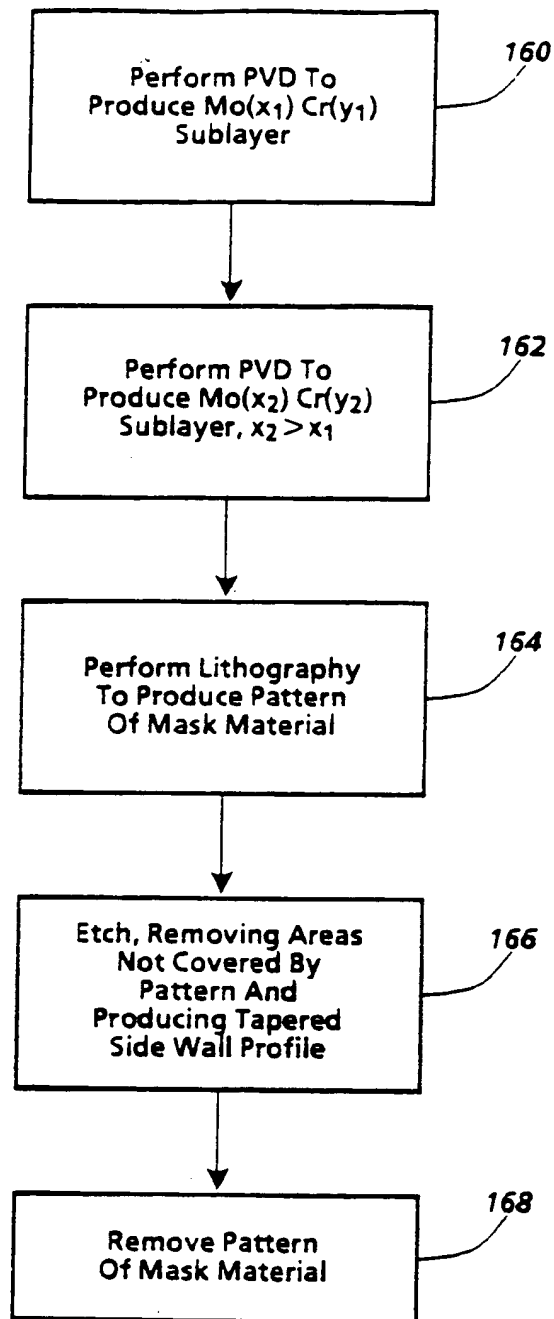 160
Perform PVD To
Produce Mo(x₁) Cr(y₁)
Sublayer
162
Perform PVD To
Produce Mo(x₂) Cr(y₂)
Sublayer, x₂ > x₁
164
Perform Lithography
To Produce Pattern
Of Mask Material
166
Etch, Removing Areas
Not Covered By
Pattern And
Producing Tapered
Side Wall Profile
168
Remove Pattern
Of Mask Material